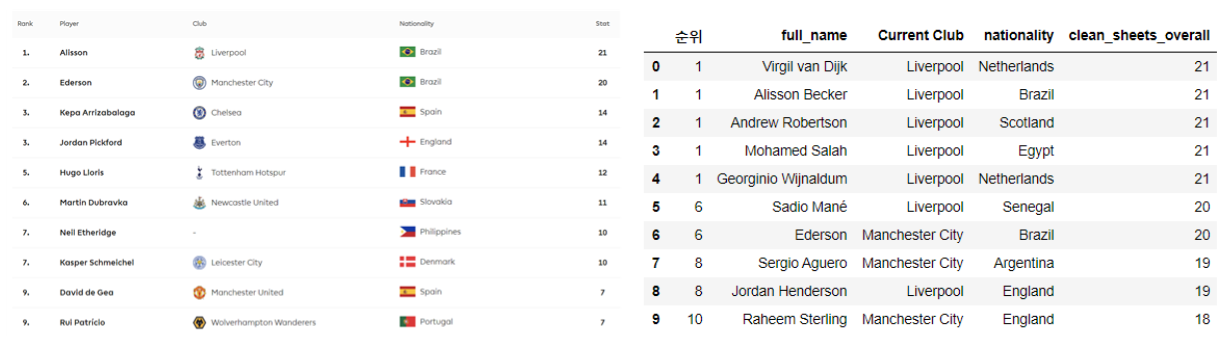 Rank Player Club Nationality Stat
1. Alisson Liverpool Brazil 21
2. Ederson Manchester City Brazil 20
3. Kepa Arrizabalaga Chelsea Spain 14
3. Jordan Pickford Everton England 14
5. Hugo Lloris Tottenham Hotspur France 12
6. Martin Dubravka Newcastle United Slovakia 11
7. Neil Etheridge - Philippines 10
7. Kasper Schmeichel Leicester City Denmark 10
9. David de Gea Manchester United Spain 7
9. Rui Patrício Wolverhampton Wanderers Portugal 7
순위 full_name Current Club nationality clean_sheets_overall
0 1 Virgil van Dijk Liverpool Netherlands 21
1 1 Alisson Becker Liverpool Brazil 21
2 1 Andrew Robertson Liverpool Scotland 21
3 1 Mohamed Salah Liverpool Egypt 21
4 1 Georginio Wijnaldum Liverpool Netherlands 21
5 6 Sadio Mané Liverpool Senegal 20
6 6 Ederson Manchester City Brazil 20
7 8 Sergio Aguero Manchester City Argentina 19
8 8 Jordan Henderson Liverpool England 19
9 10 Raheem Sterling Manchester City England 18